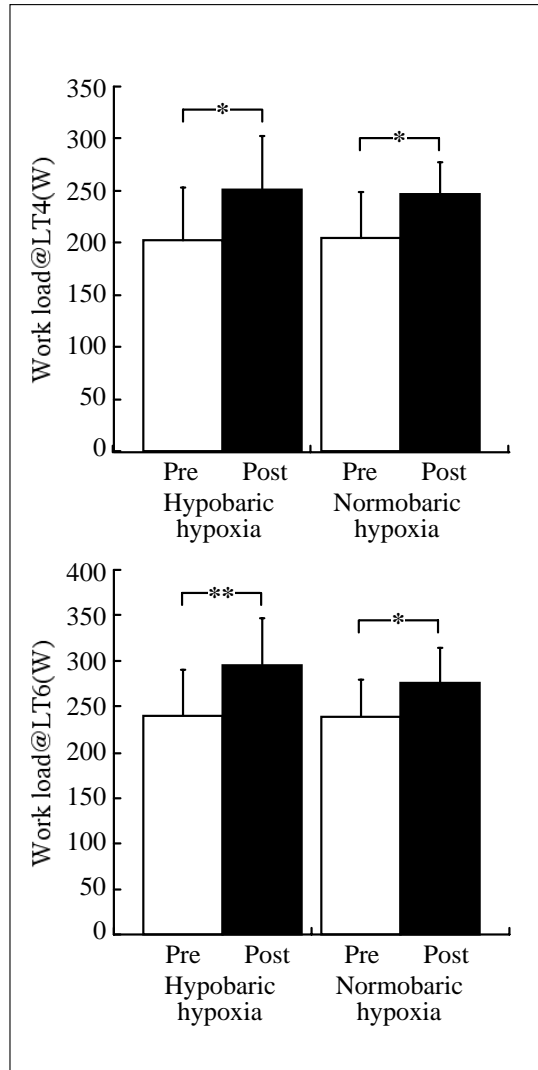 350
300
250
200
150
100
50
0
Work load@LT4(W)
*
*
Pre Post Pre Post
Hypobaric Normobaric
hypoxia hypoxia
400
350
300
250
200
150
100
50
0
Work load@LT6(W)
**
*
Pre Post Pre Post
Hypobaric Normobaric
hypoxia hypoxia